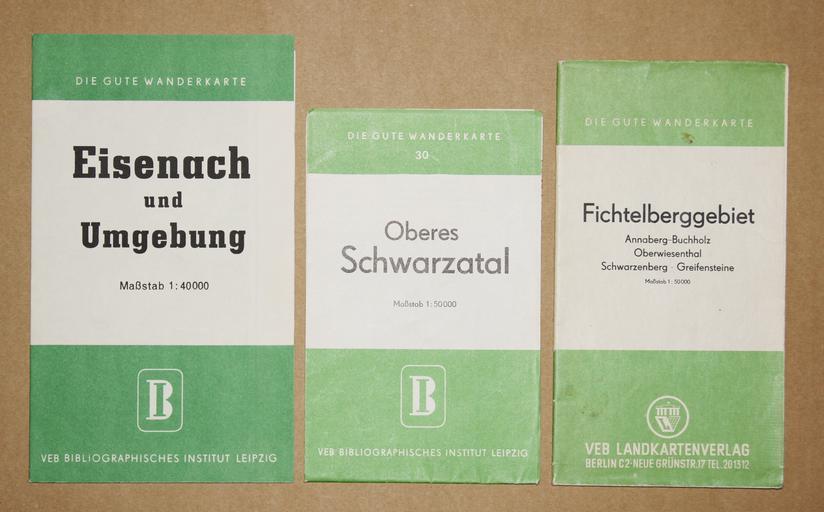 DIE GUTE WANDERKARTE
Eisenach
und
Umgebung
Maßstab 1:40000
B
VEB BIBLIOGRAPHISCHES INSTITUT LEIPZIG
DIE GUTE WANDERKARTE
30
Oberes
Schwarzatal
Maßstab 1:50000
B
VEB BIBLIOGRAPHISCHES INSTITUT LEIPZIG
DIE GUTE WANDERKARTE
Fichtelberggebiet
Annaberg-Buchholz
Oberwiesenthal
Schwarzenberg · Greifensteine
Maßstab 1:50000
VEB LANDKARTENVERLAG
BERLIN C2·NEUE GRÜNSTR.17 TEL. 201312